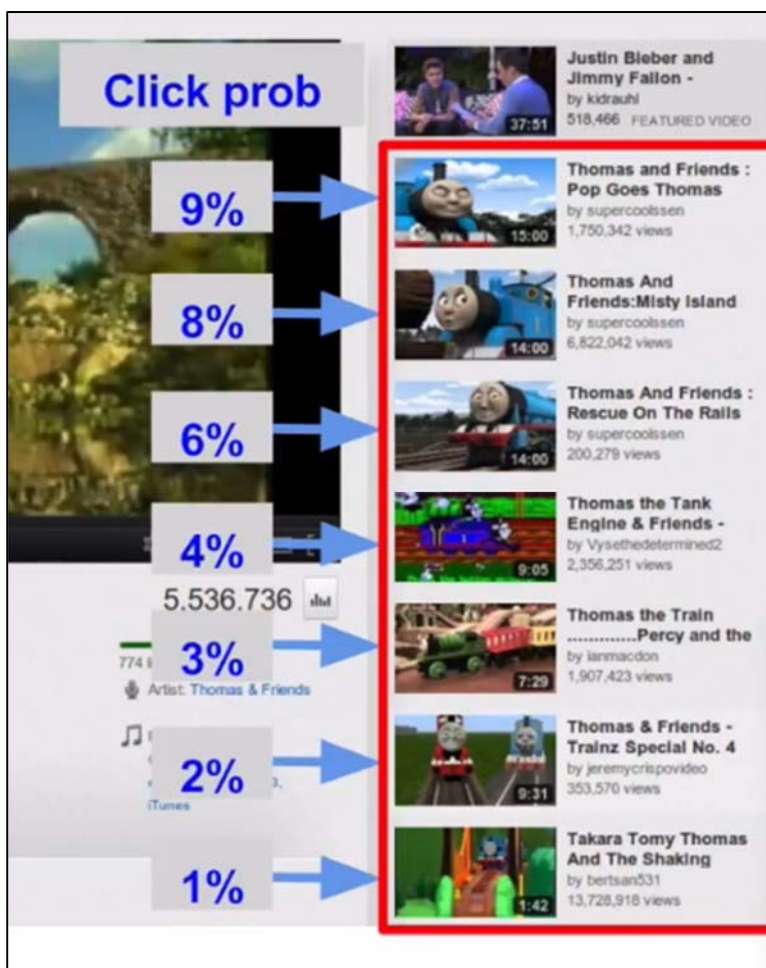 Click prob
9%
8%
6%
4%
5.536.736
3%
774
Artist: Thomas & Friends
2%
iTunes
1%
Justin Bieber and
Jimmy Fallon -
by kidrauhl
518,466 FEATURED VIDEO
37:51
Thomas and Friends :
Pop Goes Thomas
by supercoolssen
1,750,342 views
15:00
Thomas And
Friends:Misty Island
by supercoolssen
6,822,042 views
14:00
Thomas And Friends :
Rescue On The Rails
by supercoolssen
200,279 views
14:00
Thomas the Tank
Engine & Friends -
by Vysethedetermined2
2,356,251 views
9:05
Thomas the Train
.............Percy and the
by ianmacdon
1,907,423 views
7:29
Thomas & Friends -
Trainz Special No. 4
by jeremycrispovideo
353,570 views
9:31
Takara Tomy Thomas
And The Shaking
by bertsan531
13,728,918 views
1:42